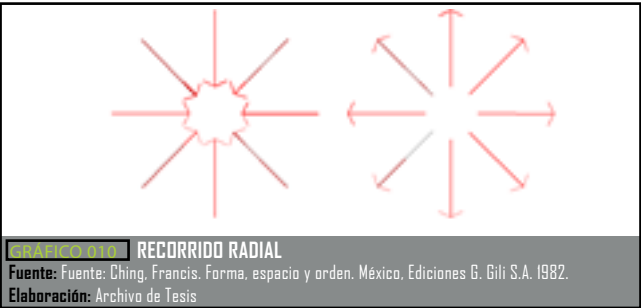 GRÁFICO 010 RECORRIDO RADIAL
Fuente: Fuente: Ching, Francis. Forma, espacio y orden. México, Ediciones G. Gili S.A. 1982.
Elaboración: Archivo de Tesis